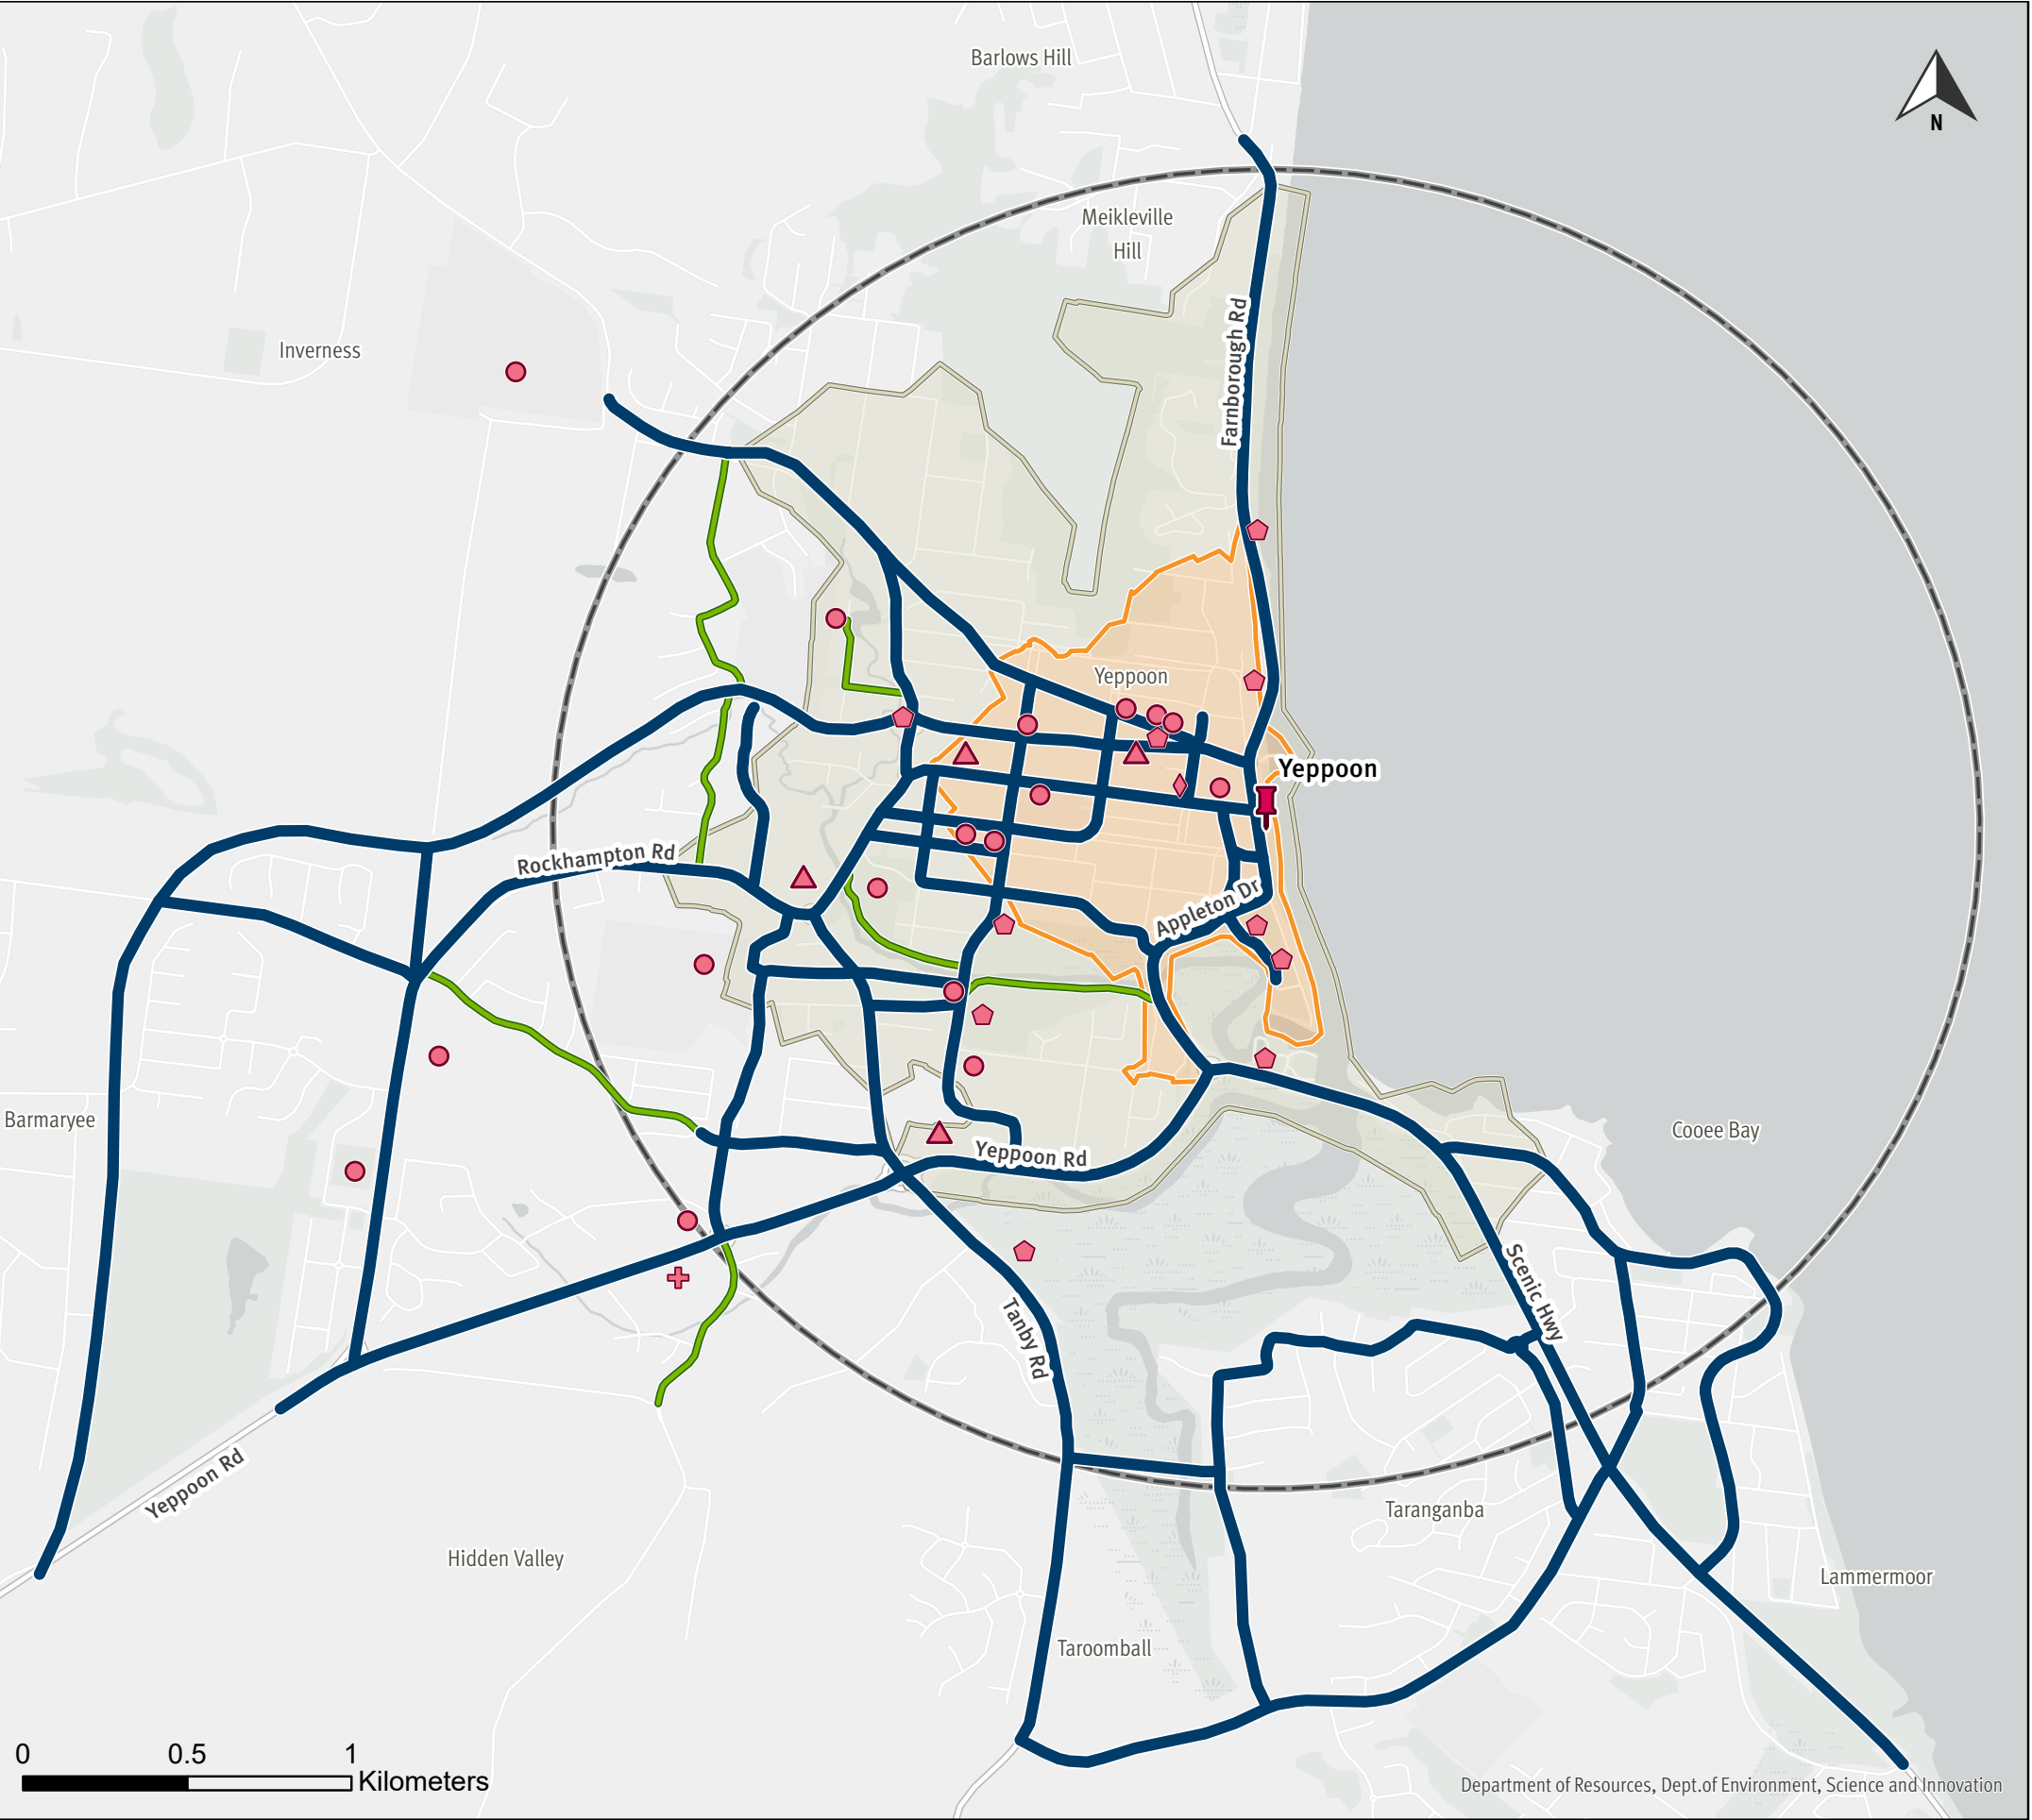 Barlows Hill
N
Meikleville
Hill
Farnborough Rd
Inverness
Yeppoon
Yeppoon
Rockhampton Rd
Appleton Dr
Barmaryee
Cooee Bay
Yeppoon Rd
Scenic Hwy
Tanby Rd
Yeppoon Rd
Taranganba
Hidden Valley
Lammermoor
Taroomball
0 0.5 1
Kilometers
Department of Resources, Dept.of Environment, Science and Innovation